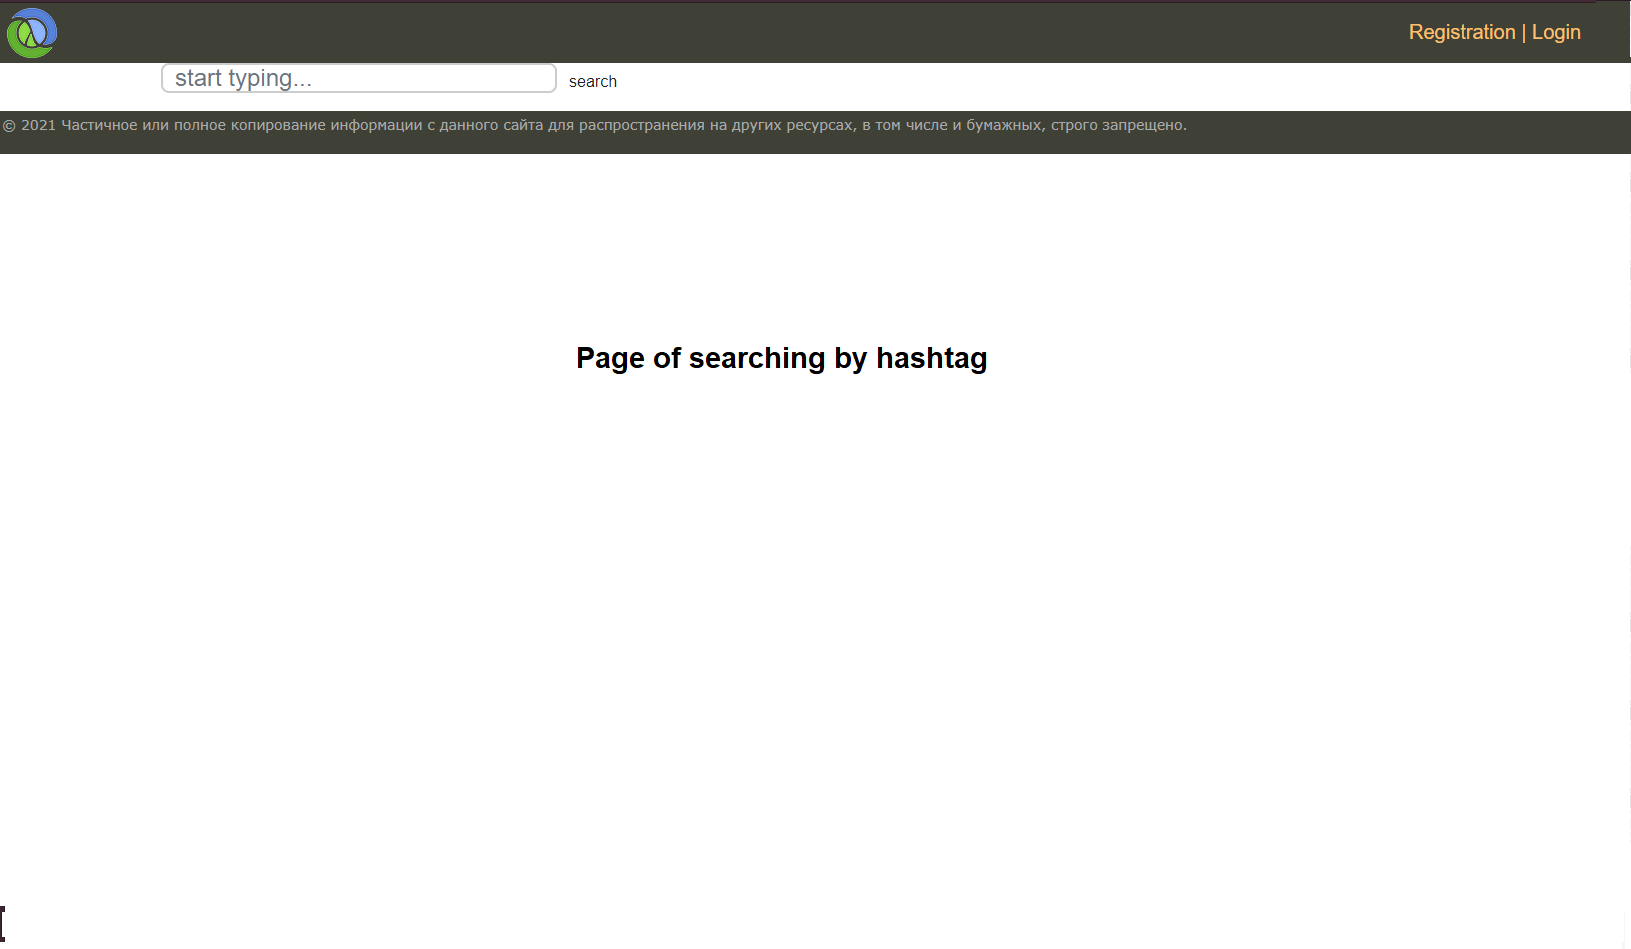 Registration | Login
start typing...
search
© 2021 Частичное или полное копирование информации с данного сайта для распространения на других ресурсах, в том числе и бумажных, строго запрещено.
Page of searching by hashtag